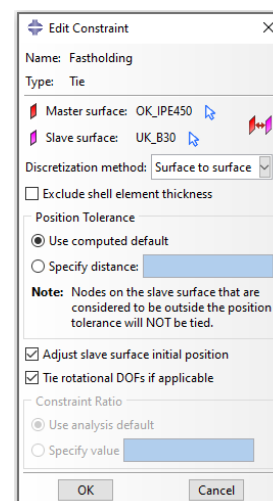 Edit Constraint
Name: Fastholding
Type: Tie
Master surface: OK_IPE450
Slave surface: UK_B30
Discretization method: Surface to surface
Exclude shell element thickness
Position Tolerance
Use computed default
Specify distance:
Note: Nodes on the slave surface that are
considered to be outside the position
tolerance will NOT be tied.
Adjust slave surface initial position
Tie rotational DOFs if applicable
Constraint Ratio
Use analysis default
Specify value
OK Cancel